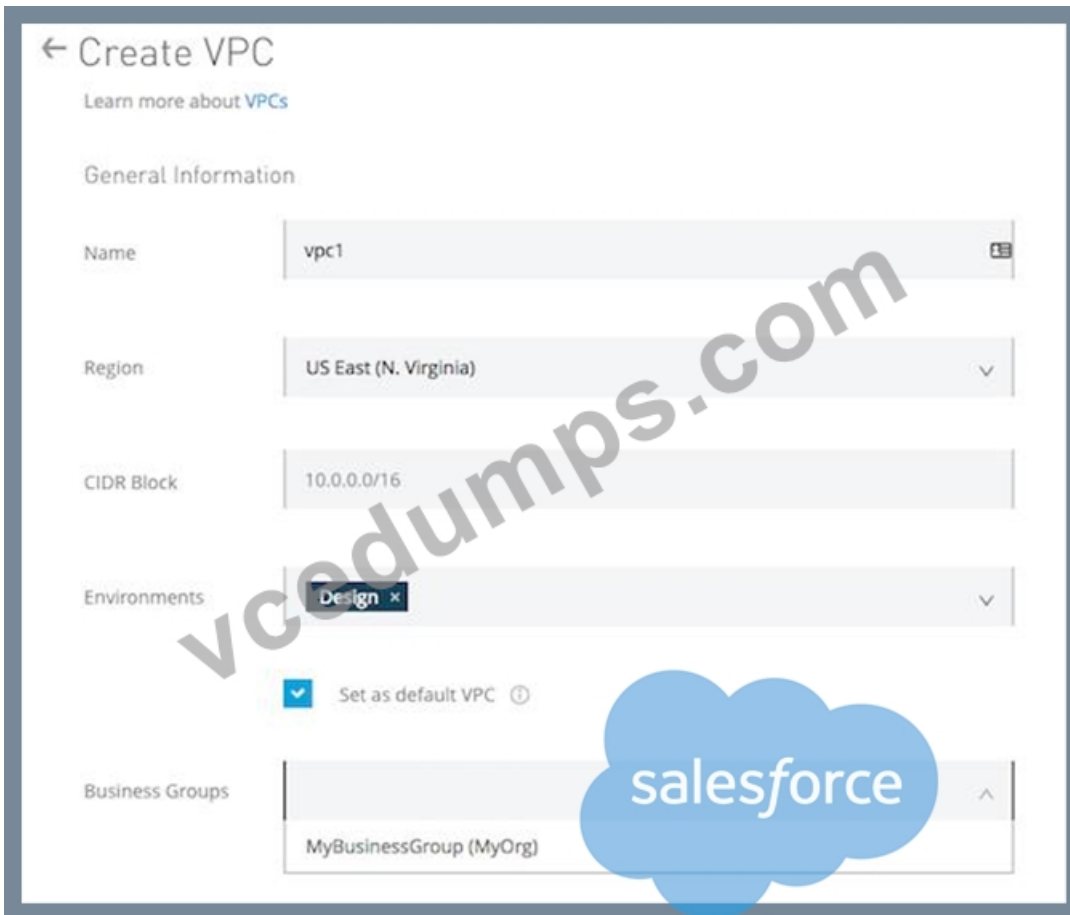 ← Create VPC
Learn more about VPCs
General Information
Name
vpc1
Region
US East (N. Virginia)
CIDR Block
10.0.0.0/16
Environments
Design ×
Set as default VPC
Business Groups
MyBusinessGroup (MyOrg)
salesforce
vcedumps.com